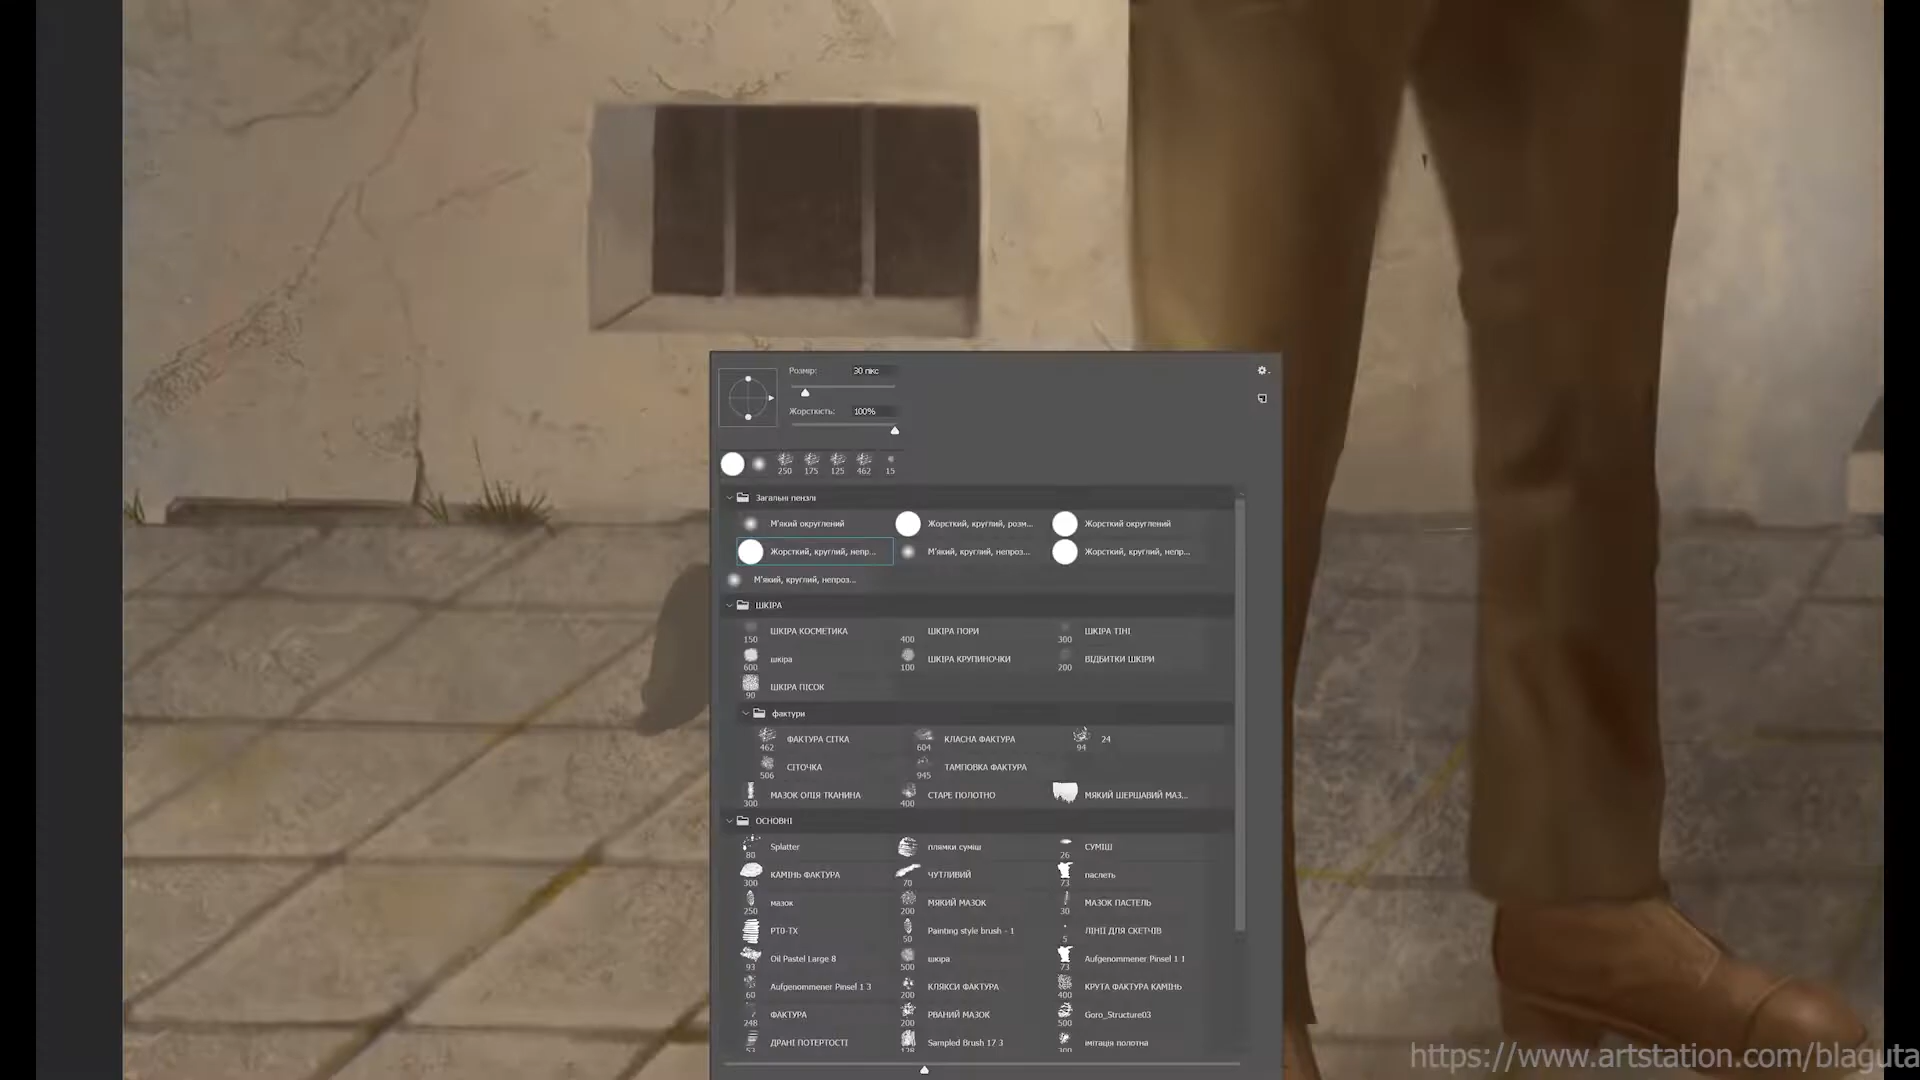 Розмір: 30 пікс
Жорсткість: 100%
250 175 125 462 15
Загальні пензлі
М'який округлений Жорсткий, круглий, розм... Жорсткий округлений
Жорсткий, круглий, непр... М'який, круглий, непроз... Жорсткий, круглий, непр...
М'який, круглий, непроз...
ШКІРА
150 ШКІРА КОСМЕТИКА 400 ШКІРА ПОРИ 300 ШКІРА ТІНІ
600 шкіра 100 ШКІРА КРУПИНОЧКИ 200 ВІДБИТКИ ШКІРИ
90 ШКІРА ПІСОК
фактури
462 ФАКТУРА СІТКА 604 КЛАСНА ФАКТУРА 94 24
506 СІТОЧКА 945 ТАМПОВКА ФАКТУРА
300 МАЗОК ОЛІЯ ТКАНИНА 400 СТАРЕ ПОЛОТНО МЯКИЙ ШЕРШАВИЙ МАЗ...
ОСНОВНІ
80 Splatter плямки суміш 26 СУМІШ
300 КАМІНЬ ФАКТУРА 70 ЧУТЛИВИЙ 73 паслеть
250 мазок 200 МЯКИЙ МАЗОК 30 МАЗОК ПАСТЕЛЬ
PT0-TX 50 Painting style brush - 1 5 ЛІНІЇ ДЛЯ СКЕТЧІВ
93 Oil Pastel Large 8 500 шкіра 73 Aufgenommener Pinsel 1 1
60 Aufgenommener Pinsel 1 3 200 КЛЯКСИ ФАКТУРА 400 КРУТА ФАКТУРА КАМІНЬ
248 ФАКТУРА 200 РВАНИЙ МАЗОК 500 Goro_Structure03
53 ДРАНІ ПОТЕРТОСТІ 128 Sampled Brush 17 3 300 імітація полотна
https://www.artstation.com/blaguta